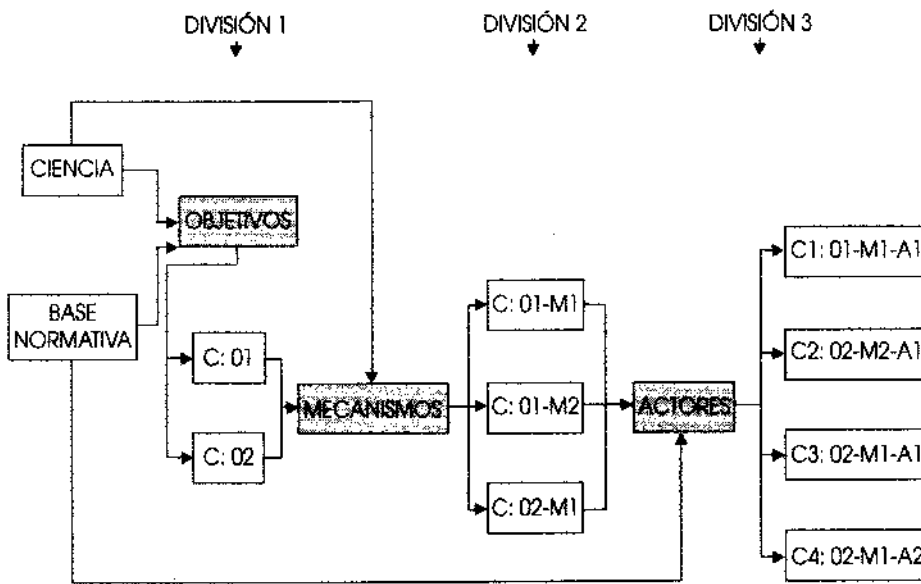 DIVISIÓN 1
DIVISIÓN 2
DIVISIÓN 3
CIENCIA
OBJETIVOS
BASE
NORMATIVA
C: 01
C: 02
MECANISMOS
C: 01-M1
C: 01-M2
C: 02-M1
ACTORES
C1: 01-M1-A1
C2: 02-M2-A1
C3: 02-M1-A1
C4: 02-M1-A2